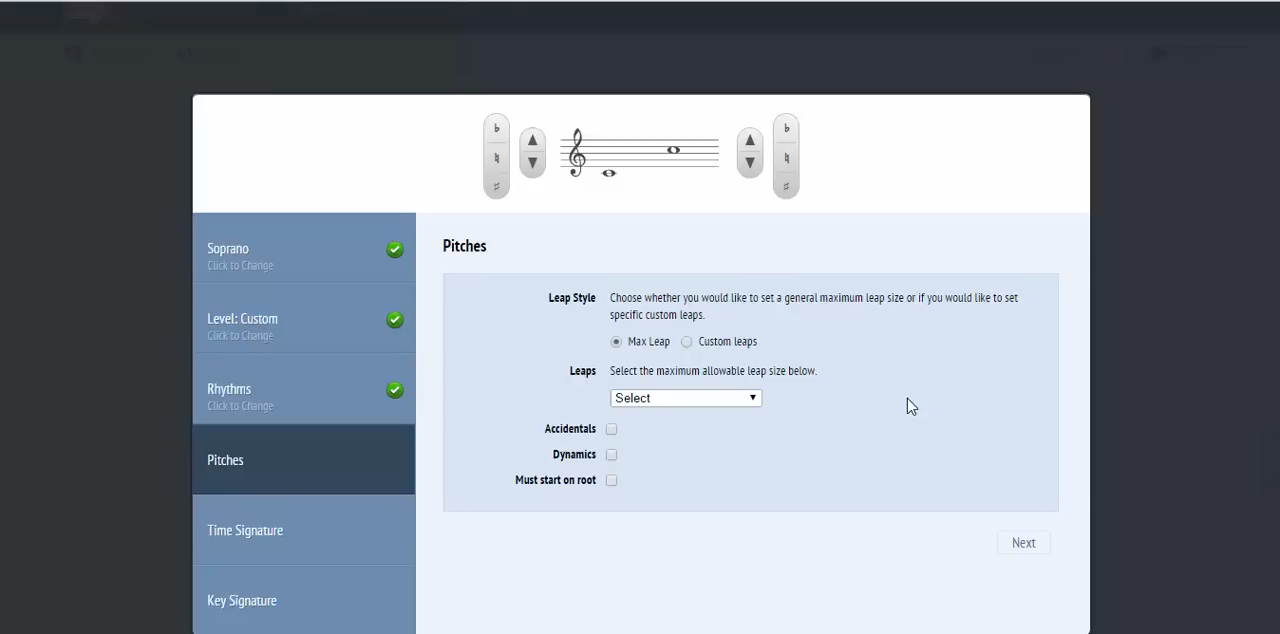 Soprano
Click to Change
Level: Custom
Click to Change
Rhythms
Click to Change
Pitches
Time Signature
Key Signature
Pitches
Leap Style
Choose whether you would like to set a general maximum leap size or if you would like to set
specific custom leaps.
Max Leap
Custom leaps
Leaps
Select the maximum allowable leap size below.
Select
Accidentals
Dynamics
Must start on root
Next